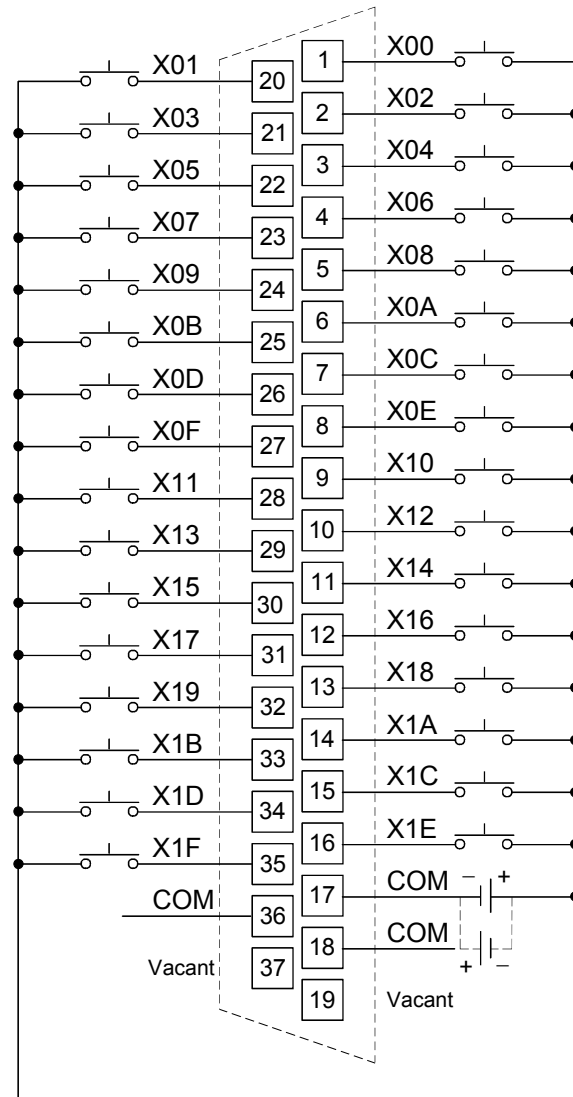 1 X00
X01 20
2 X02
X03 21
3 X04
X05 22
4 X06
X07 23
5 X08
X09 24
6 X0A
X0B 25
7 X0C
X0D 26
8 X0E
X0F 27
9 X10
X11 28
10 X12
X13 29
11 X14
X15 30
12 X16
X17 31
13 X18
X19 32
14 X1A
X1B 33
15 X1C
X1D 34
16 X1E
X1F 35
17 COM − +
COM 36
18 COM
+ −
Vacant 37
19 Vacant